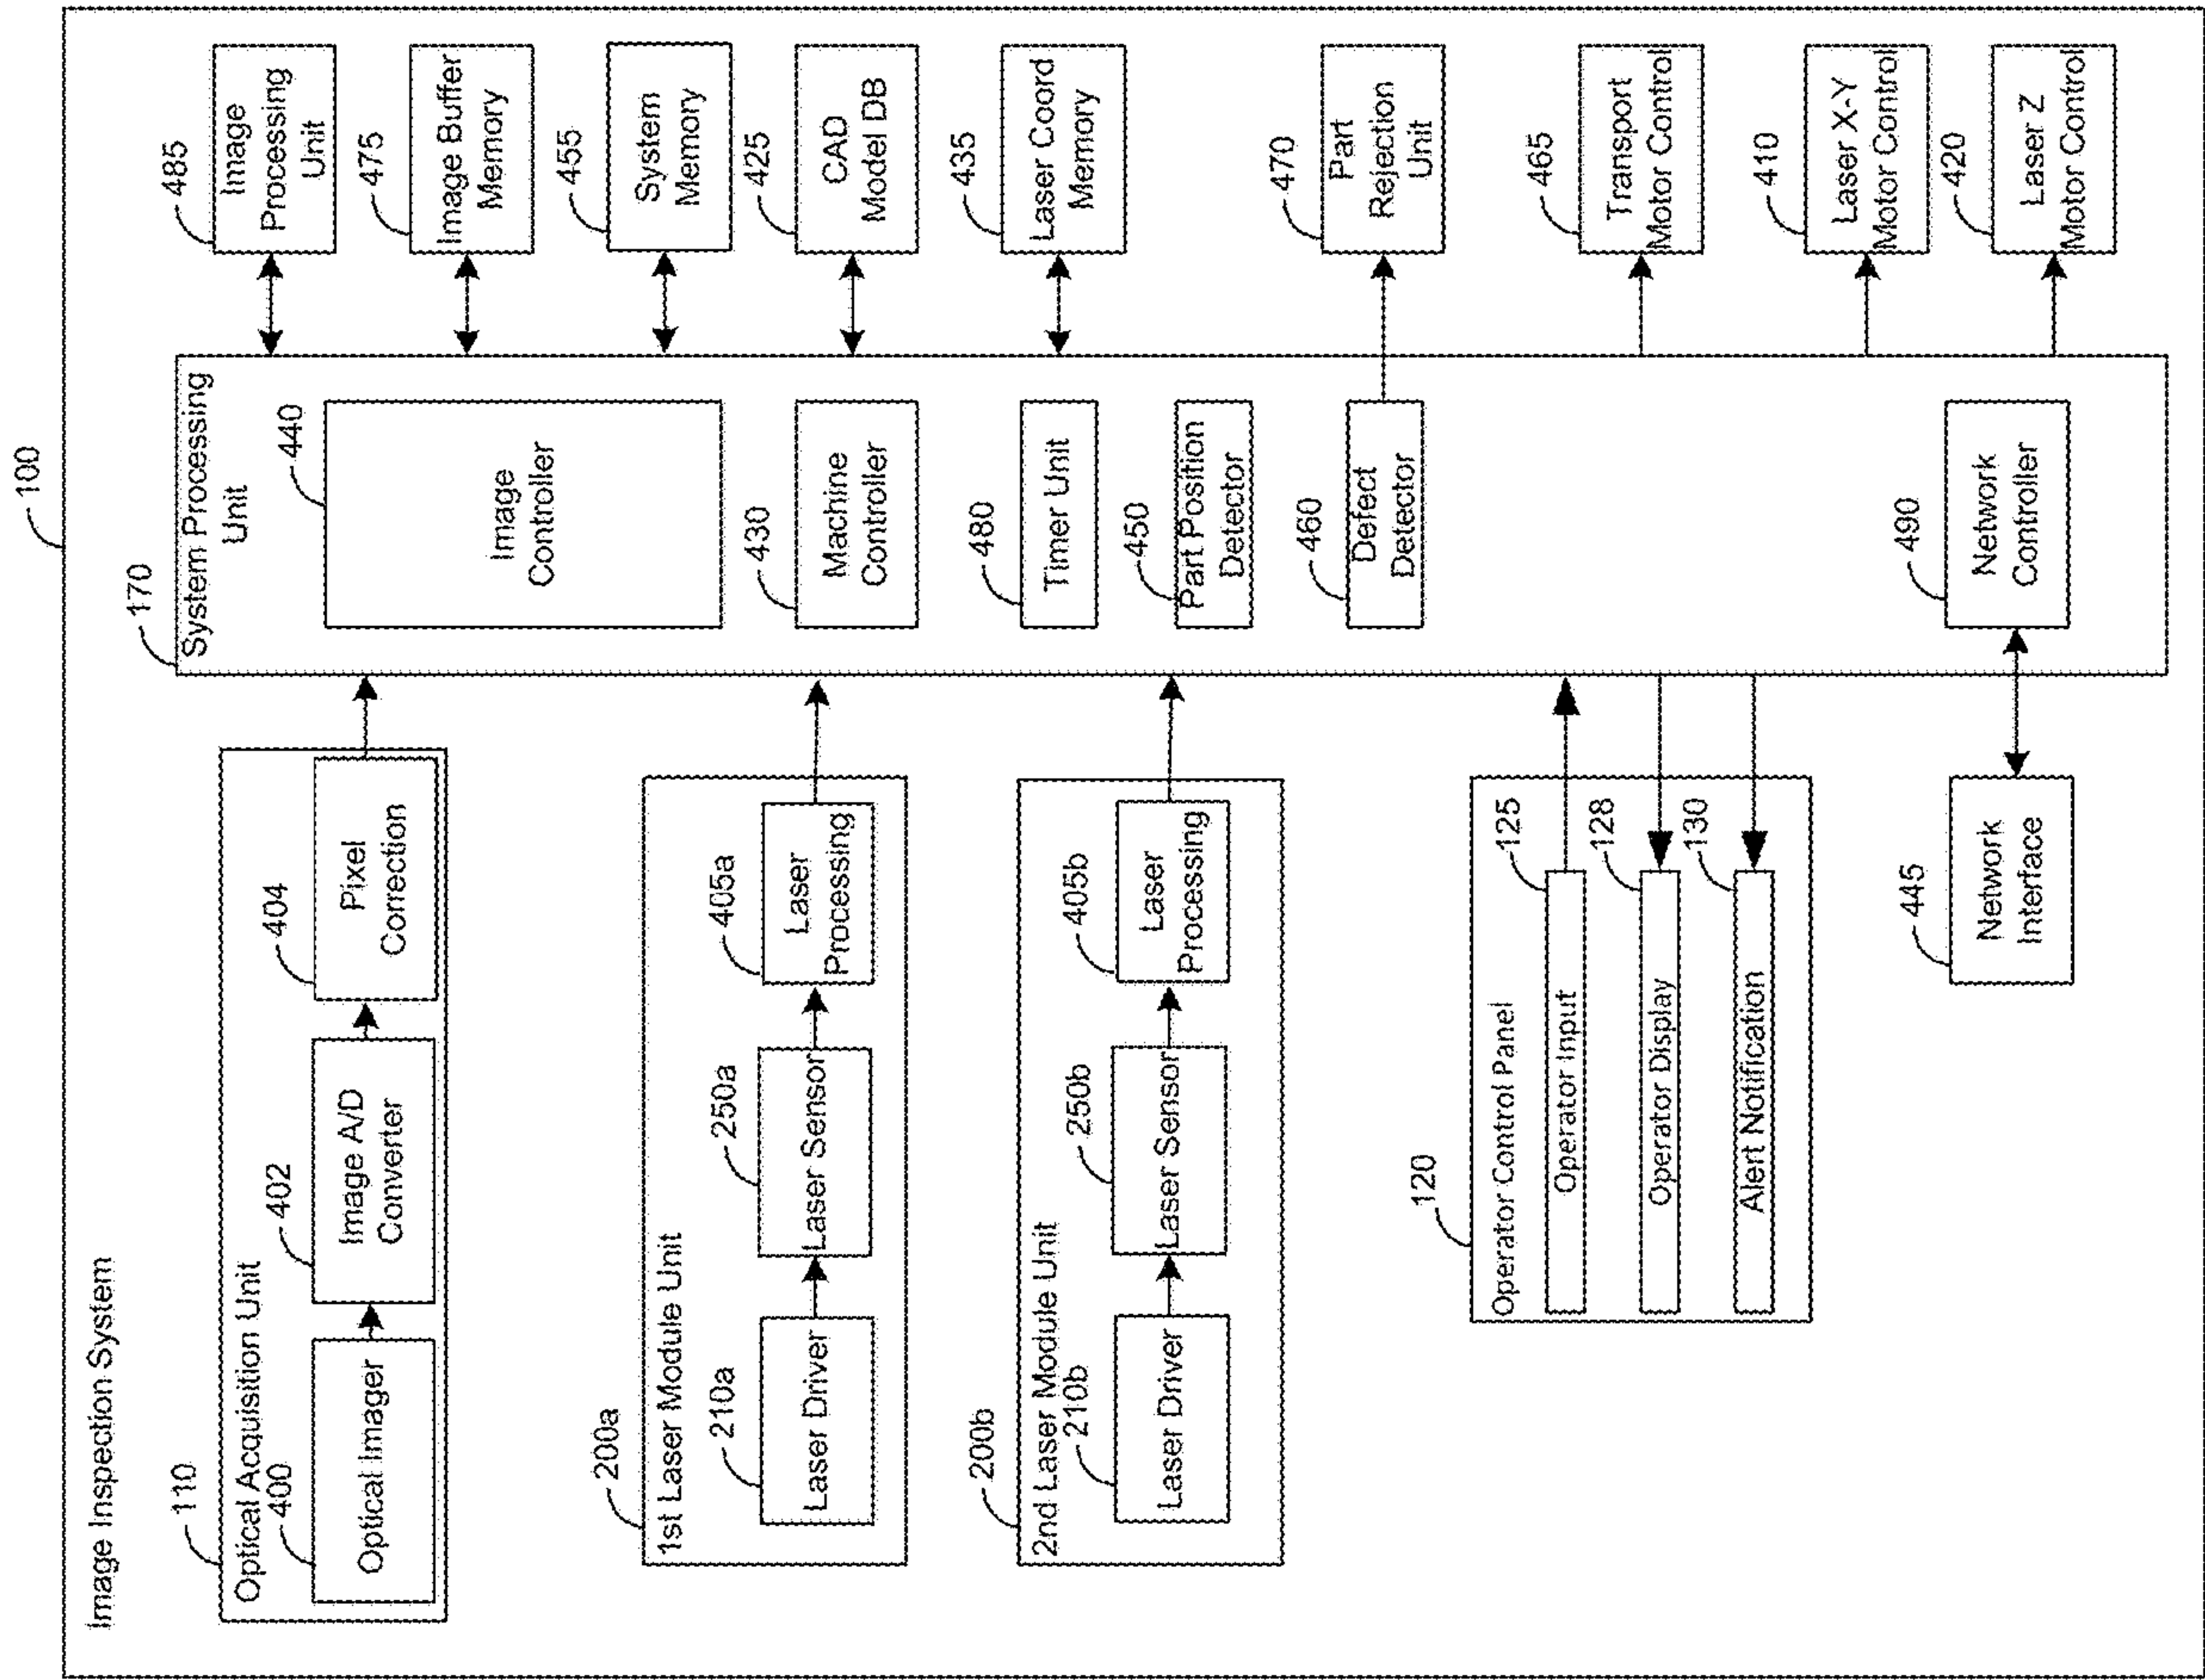 100
Image Inspection System
110
Optical Acquisition Unit
400
Optical Imager
402
Image A/D
Converter
404
Pixel
Correction
200a
1st Laser Module Unit
210a
Laser Driver
250a
Laser Sensor
405a
Laser
Processing
200b
2nd Laser Module Unit
210b
Laser Driver
250b
Laser Sensor
405b
Laser
Processing
120
Operator Control Panel
125
Operator Input
128
Operator Display
130
Alert Notification
445
Network
Interface
170
System Processing
Unit
440
Image
Controller
430
Machine
Controller
480
Timer Unit
450
Part Position
Detector
460
Defect
Detector
490
Network
Controller
485
Image
Processing
Unit
475
Image Buffer
Memory
455
System
Memory
425
CAD
Model DB
435
Laser Coord
Memory
470
Part
Rejection
Unit
465
Transport
Motor Control
410
Laser X-Y
Motor Control
420
Laser Z
Motor Control